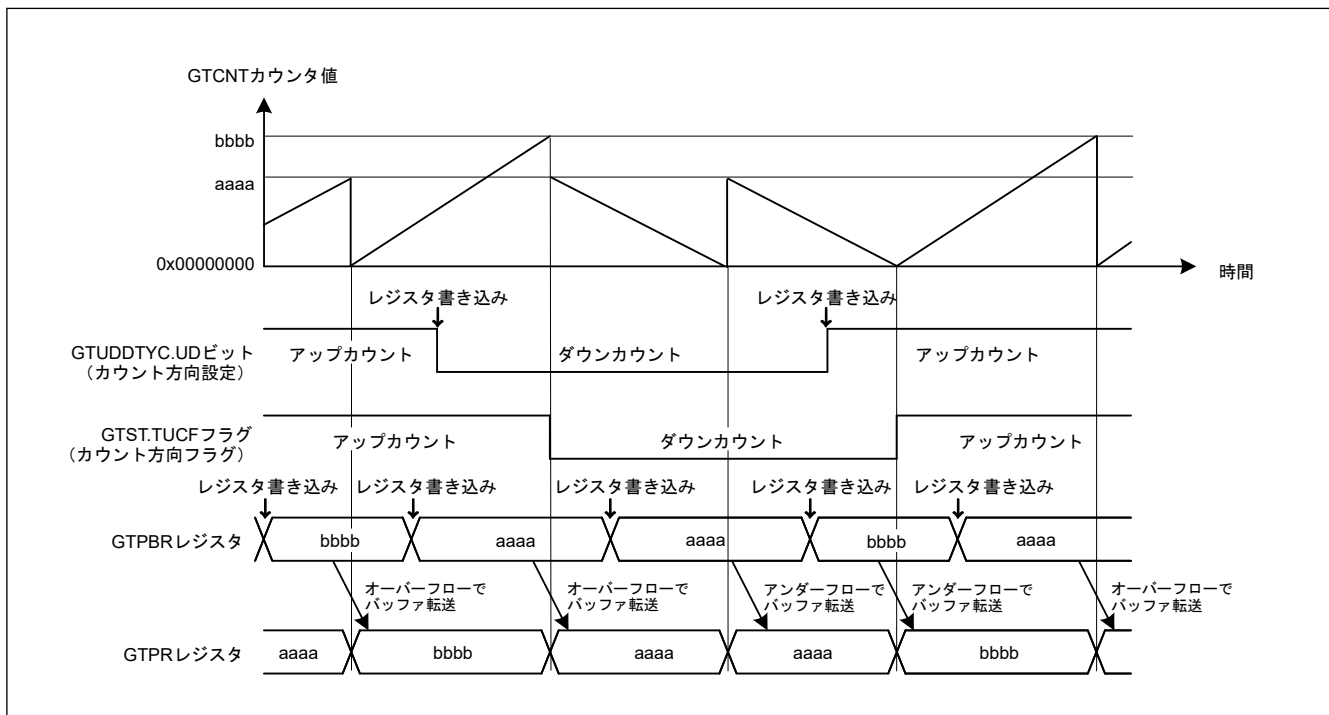 GTCNTカウンタ値
bbbb
aaaa
0x00000000
時間
レジスタ書き込み
レジスタ書き込み
GTUDDTYC.UDビット
(カウント方向設定)
アップカウント
ダウンカウント
アップカウント
GTST.TUCFフラグ
(カウント方向フラグ)
アップカウント
ダウンカウント
アップカウント
レジスタ書き込み
レジスタ書き込み
レジスタ書き込み
レジスタ書き込み
レジスタ書き込み
GTPBRレジスタ
bbbb
aaaa
aaaa
bbbb
aaaa
オーバーフローで
バッファ転送
オーバーフローで
バッファ転送
アンダーフローで
バッファ転送
アンダーフローで
バッファ転送
オーバーフローで
バッファ転送
GTPRレジスタ
aaaa
bbbb
aaaa
aaaa
bbbb